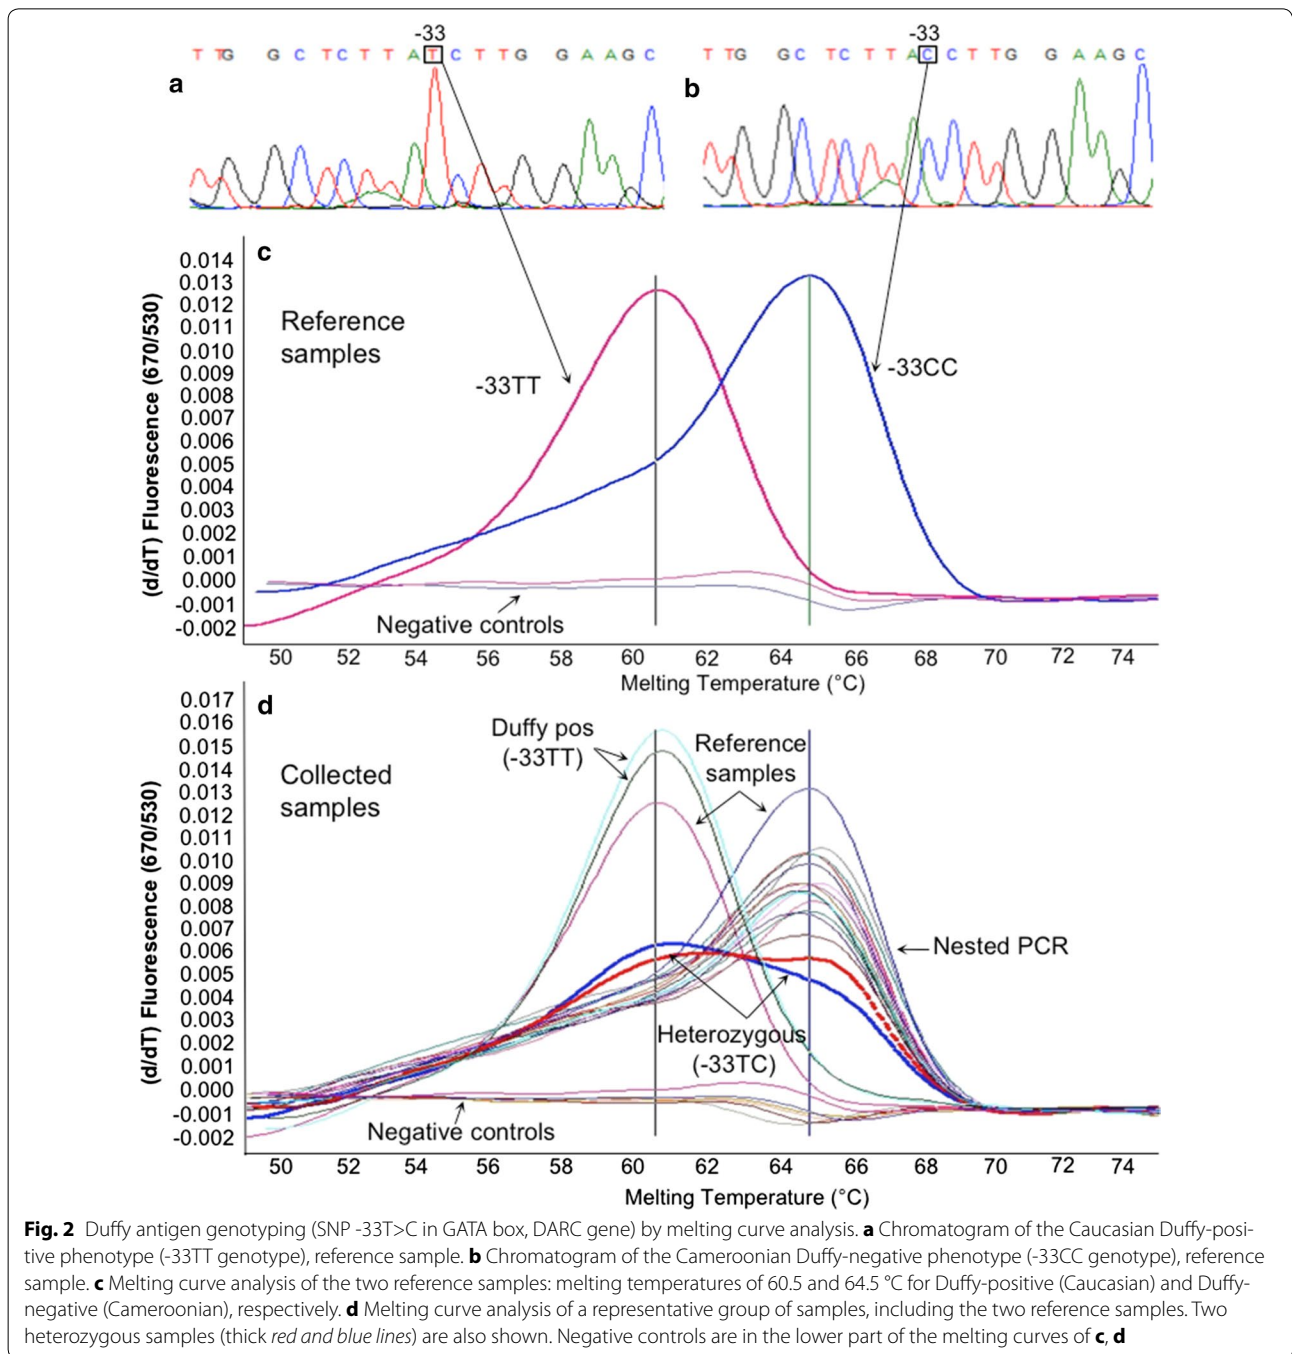 -33
T TG G C TCTT A T C T TG G AAGC
a
-33
T TG GC TCTTAC C T TG G A AGC
b
c
0.014
0.013
0.012
0.011
0.010
0.009
0.008
0.007
0.006
0.005
0.004
0.003
0.002
0.001
0.000
-0.001
-0.002
(d/dT) Fluorescence (670/530)
Reference
samples
-33TT
-33CC
Negative controls
50 52 54 56 58 60 62 64 66 68 70 72 74
Melting Temperature (°C)
d
0.017
0.016
0.015
0.014
0.013
0.012
0.011
0.010
0.009
0.008
0.007
0.006
0.005
0.004
0.003
0.002
0.001
0.000
-0.001
-0.002
(d/dT) Fluorescence (670/530)
Collected
samples
Duffy pos
(-33TT)
Reference
samples
Nested PCR
Heterozygous
(-33TC)
Negative controls
50 52 54 56 58 60 62 64 66 68 70 72 74
Melting Temperature (°C)
Fig. 2 Duffy antigen genotyping (SNP -33T>C in GATA box, DARC gene) by melting curve analysis. a Chromatogram of the Caucasian Duffy-posi-
tive phenotype (-33TT genotype), reference sample. b Chromatogram of the Cameroonian Duffy-negative phenotype (-33CC genotype), reference
sample. c Melting curve analysis of the two reference samples: melting temperatures of 60.5 and 64.5 °C for Duffy-positive (Caucasian) and Duffy-
negative (Cameroonian), respectively. d Melting curve analysis of a representative group of samples, including the two reference samples. Two
heterozygous samples (thick red and blue lines) are also shown. Negative controls are in the lower part of the melting curves of c, d